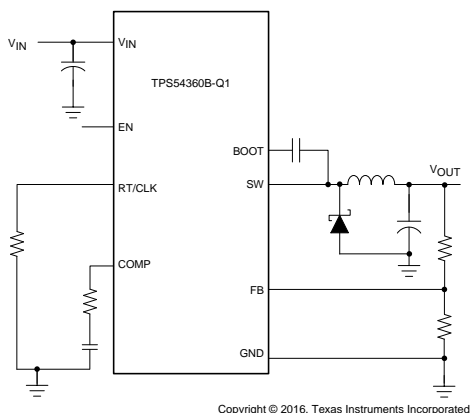 VIN
VIN
TPS54360B-Q1
EN
BOOT
VOUT
RT/CLK
SW
COMP
FB
GND
Copyright © 2016, Texas Instruments Incorporated